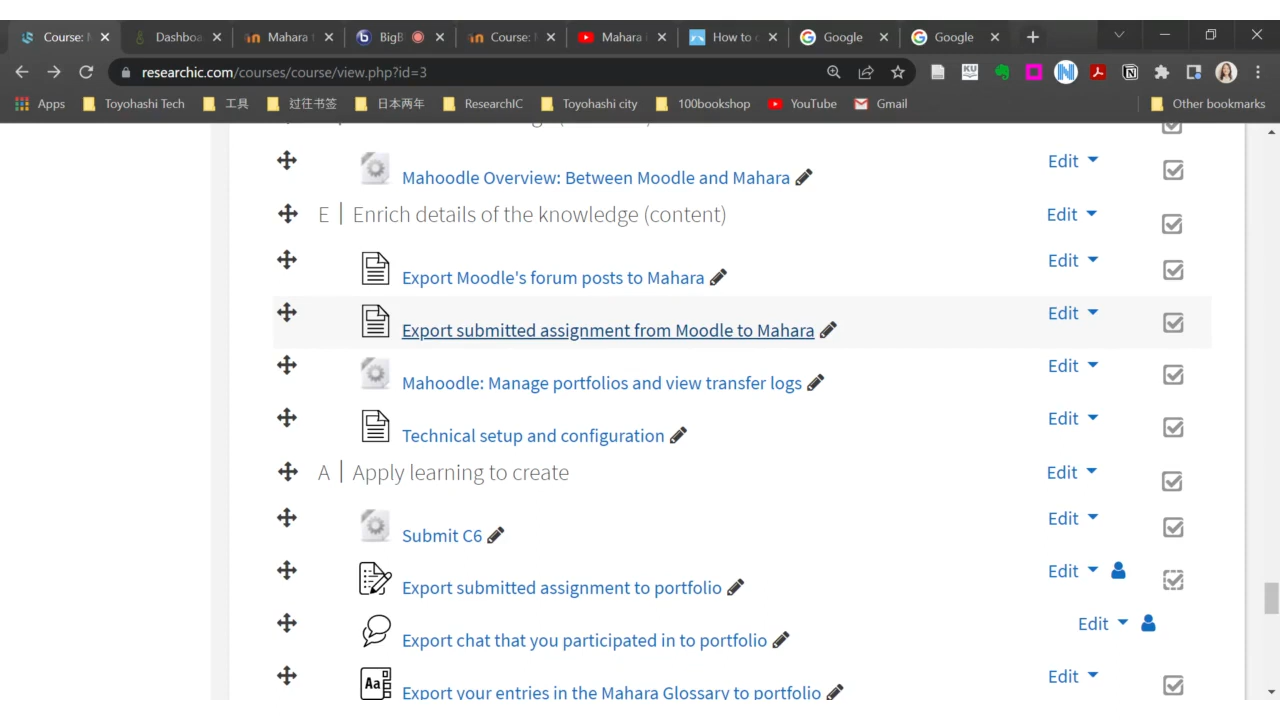 Course: M
Dashboa
Mahara
BigB
Course:
Mahara
How to
Google
Google
researchic.com/courses/course/view.php?id=3
Apps
Toyohashi Tech
工具
过往书签
日本两年
ResearchIC
Toyohashi city
100bookshop
YouTube
Gmail
Other bookmarks
Mahoodle Overview: Between Moodle and Mahara
Edit
E | Enrich details of the knowledge (content)
Edit
Export Moodle's forum posts to Mahara
Edit
Export submitted assignment from Moodle to Mahara
Edit
Mahoodle: Manage portfolios and view transfer logs
Edit
Technical setup and configuration
Edit
A | Apply learning to create
Edit
Submit C6
Edit
Export submitted assignment to portfolio
Edit
Export chat that you participated in to portfolio
Edit
Export your entries in the Mahara Glossary to portfolio
Edit